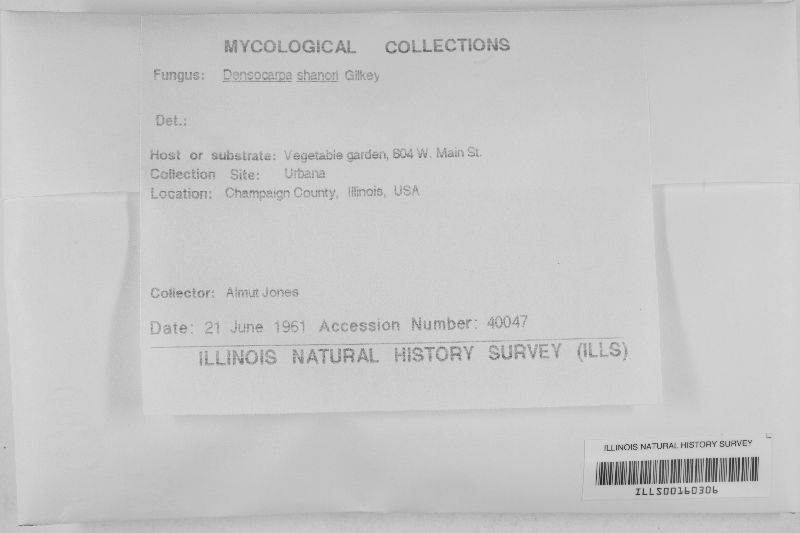 MYCOLOGICAL COLLECTIONS
Fungus: Densocarpa shanori Gilkey
Det.:
Host or substrate: Vegetable garden, 804 W. Main St.
Collection Site: Urbana
Location: Champaign County, Illinois, USA
Collector: Almut Jones
Date: 21 June 1961 Accession Number: 40047
ILLINOIS NATURAL HISTORY SURVEY (ILLS)
ILLINOIS NATURAL HISTORY SURVEY
ILLS00160306